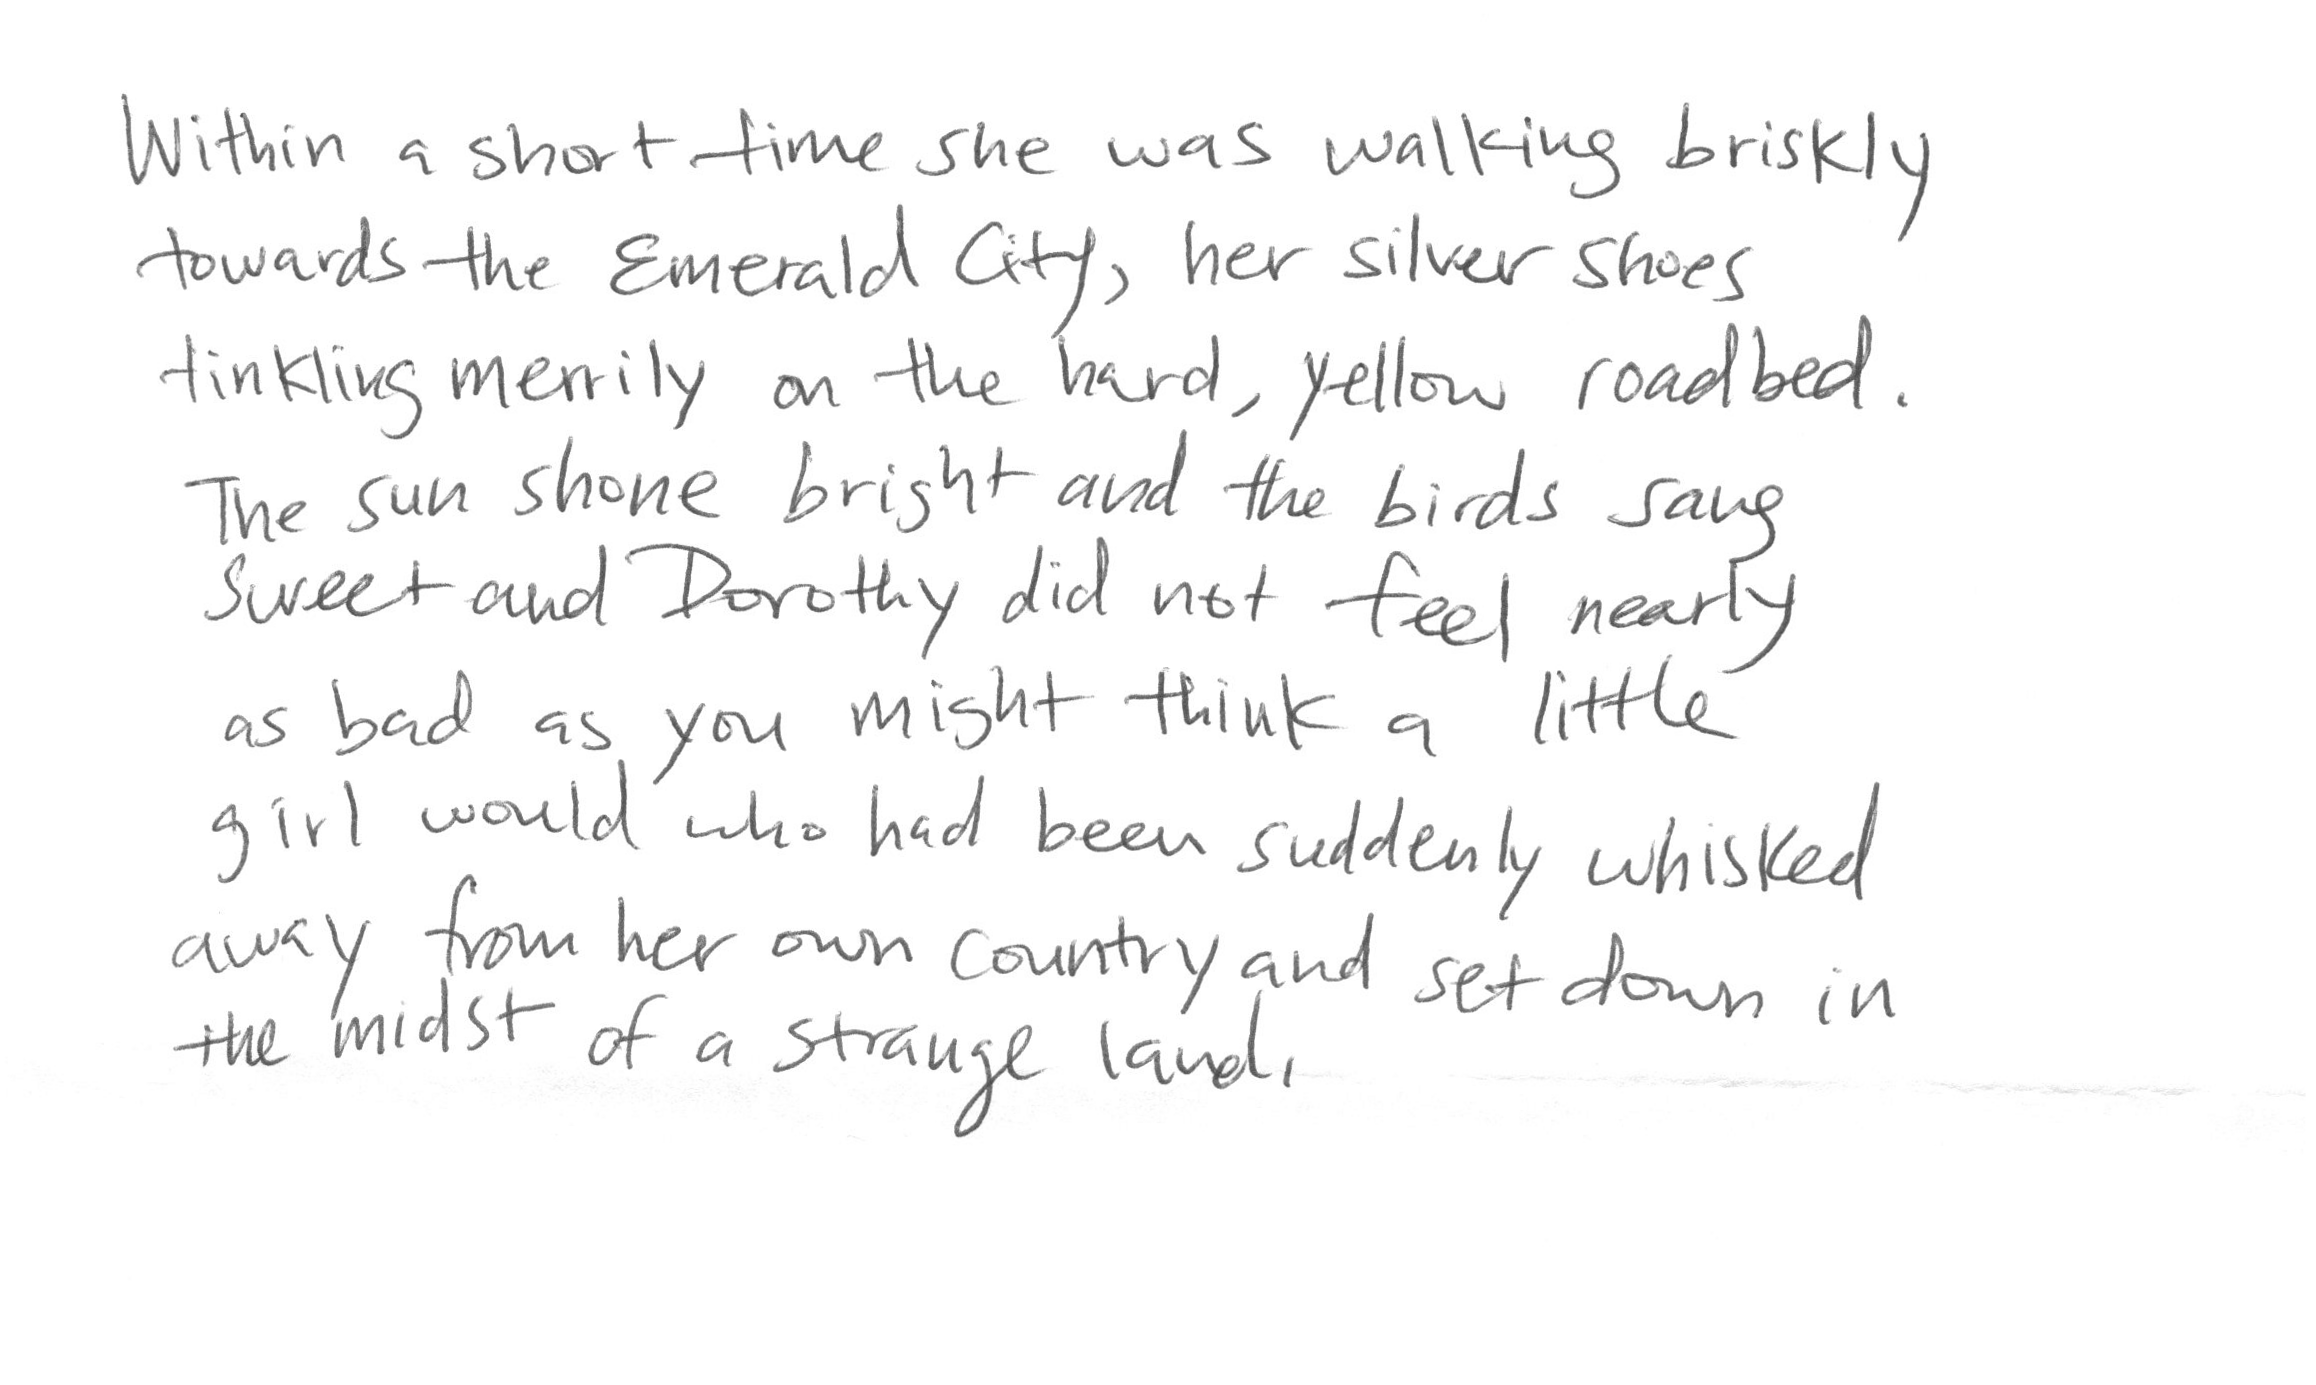 Within a short time she was walking briskly
towards the Emerald City, her silver shoes
tinkling merrily on the hard, yellow roadbed.
The sun shone bright and the birds sang
sweet and Dorothy did not feel nearly
as bad as you might think a little
girl would who had been suddenly whisked
away from her own country and set down in
the midst of a strange land.